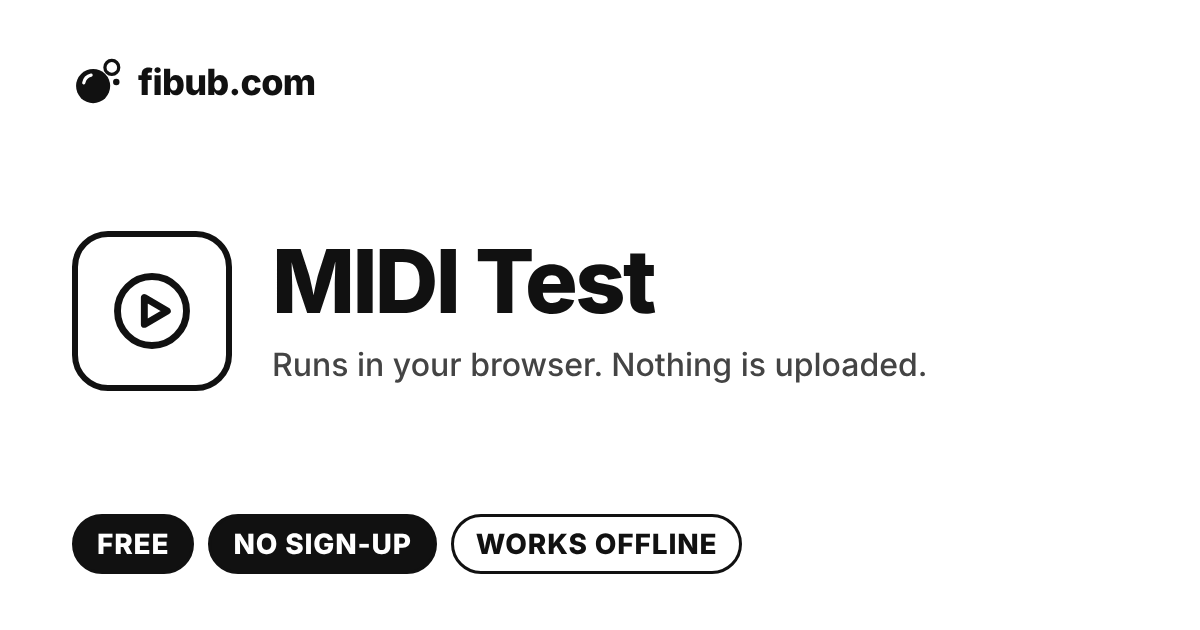 fibub.com
MIDI Test
Runs in your browser. Nothing is uploaded.
FREE
NO SIGN-UP
WORKS OFFLINE